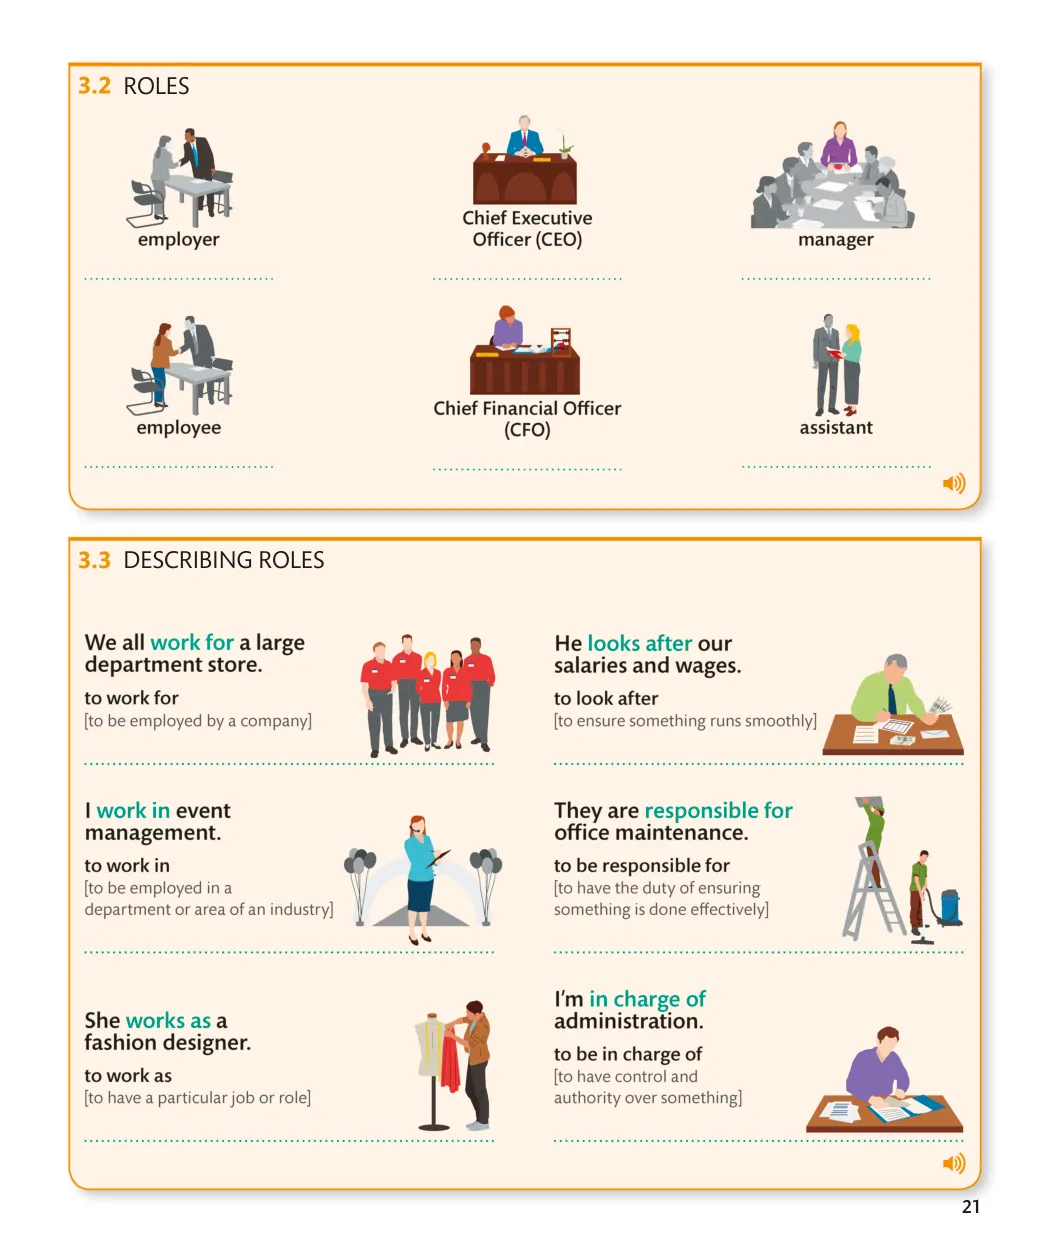 3.2 ROLES
employer
Chief Executive
Officer (CEO)
manager
employee
Chief Financial Officer
(CFO)
assistant
3.3 DESCRIBING ROLES
We all work for a large
department store.
to work for
[to be employed by a company]
He looks after our
salaries and wages.
to look after
[to ensure something runs smoothly]
I work in event
management.
to work in
[to be employed in a
department or area of an industry]
They are responsible for
office maintenance.
to be responsible for
[to have the duty of ensuring
something is done effectively]
She works as a
fashion designer.
to work as
[to have a particular job or role]
I'm in charge of
administration.
to be in charge of
[to have control and
authority over something]
21